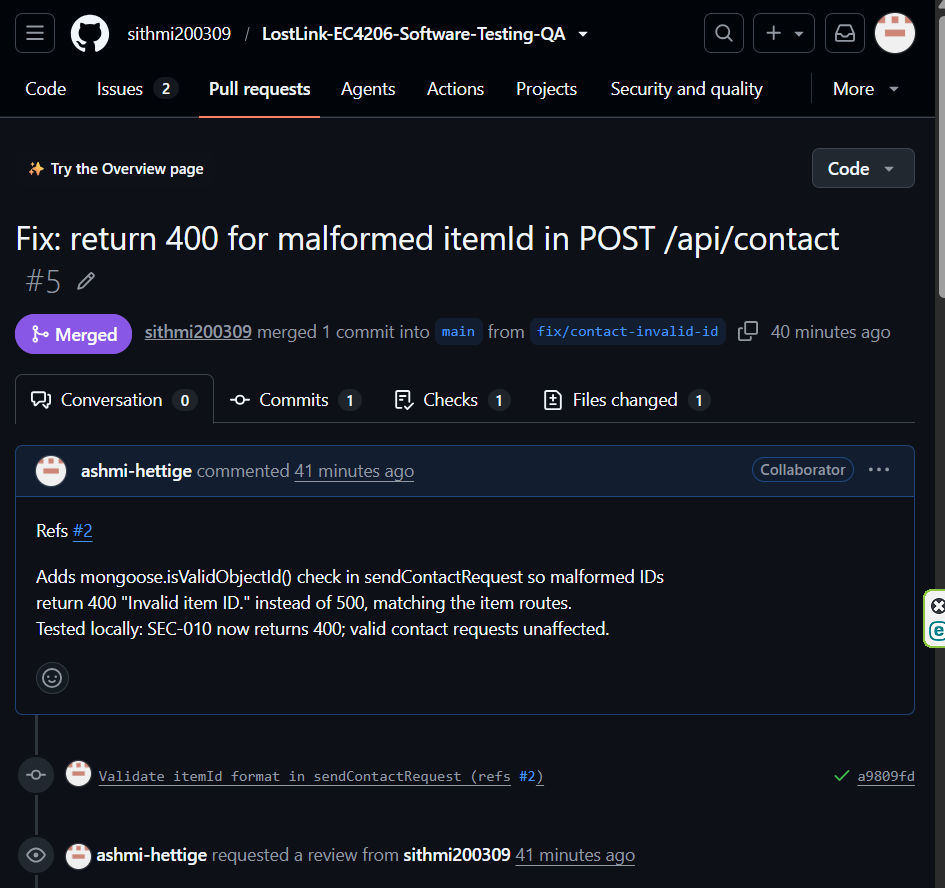 sithmi200309 / LostLink-EC4206-Software-Testing-QA
Code Issues 2 Pull requests Agents Actions Projects Security and quality More
Try the Overview page
Code
Fix: return 400 for malformed itemId in POST /api/contact
#5
Merged sithmi200309 merged 1 commit into main from fix/contact-invalid-id 40 minutes ago
Conversation 0 Commits 1 Checks 1 Files changed 1
ashmi-hettige commented 41 minutes ago Collaborator
Refs #2
Adds mongoose.isValidObjectId() check in sendContactRequest so malformed IDs
return 400 "Invalid item ID." instead of 500, matching the item routes.
Tested locally: SEC-010 now returns 400; valid contact requests unaffected.
Validate itemId format in sendContactRequest (refs #2) a9809fd
ashmi-hettige requested a review from sithmi200309 41 minutes ago